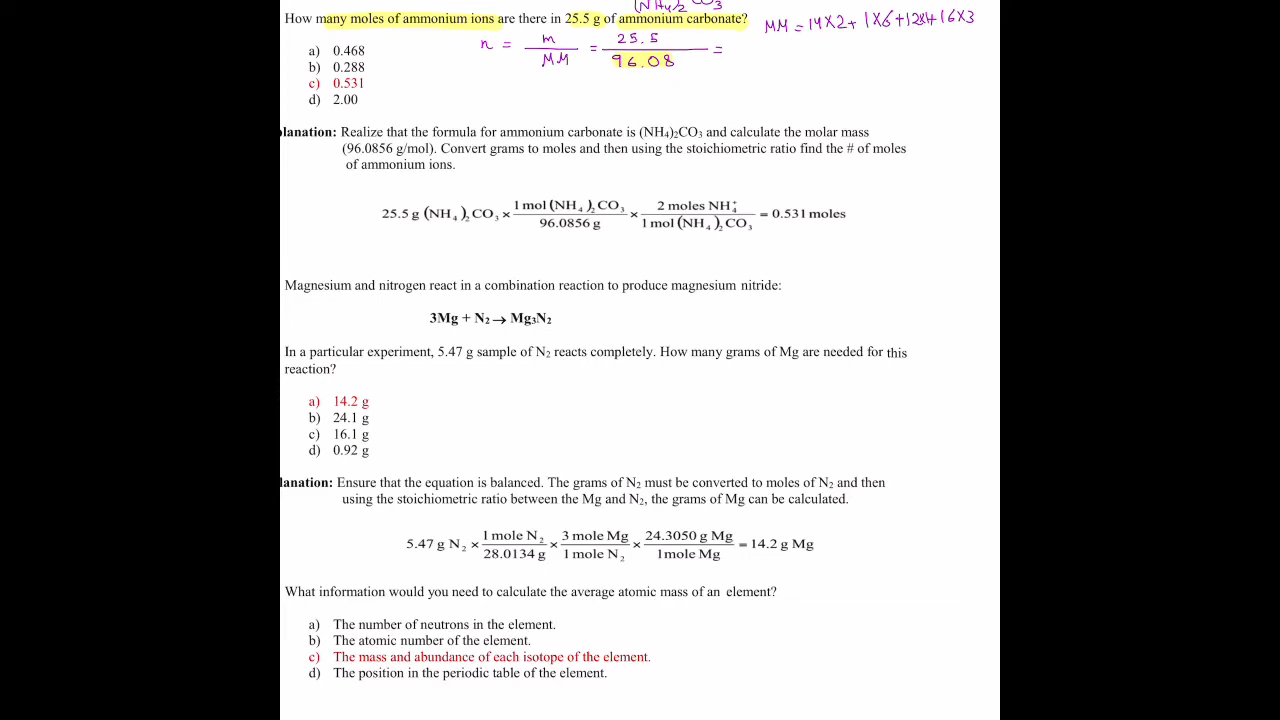 (NH4)2 CO3
How many moles of ammonium ions are there in 25.5 g of ammonium carbonate?
MM = 14X2+ 1X6+12X4+16X3
n = m / MM = 25.5 / 96.08 =
a) 0.468
b) 0.288
c) 0.531
d) 2.00
planation: Realize that the formula for ammonium carbonate is (NH4)2CO3 and calculate the molar mass
(96.0856 g/mol). Convert grams to moles and then using the stoichiometric ratio find the # of moles
of ammonium ions.
25.5 g (NH4)2 CO3 × 1 mol (NH4)2 CO3 / 96.0856 g × 2 moles NH4+ / 1 mol (NH4)2 CO3 = 0.531 moles
Magnesium and nitrogen react in a combination reaction to produce magnesium nitride:
3Mg + N2 → Mg3N2
In a particular experiment, 5.47 g sample of N2 reacts completely. How many grams of Mg are needed for this
reaction?
a) 14.2 g
b) 24.1 g
c) 16.1 g
d) 0.92 g
lanation: Ensure that the equation is balanced. The grams of N2 must be converted to moles of N2 and then
using the stoichiometric ratio between the Mg and N2, the grams of Mg can be calculated.
5.47 g N2 × 1 mole N2 / 28.0134 g × 3 mole Mg / 1 mole N2 × 24.3050 g Mg / 1mole Mg = 14.2 g Mg
What information would you need to calculate the average atomic mass of an element?
a) The number of neutrons in the element.
b) The atomic number of the element.
c) The mass and abundance of each isotope of the element.
d) The position in the periodic table of the element.